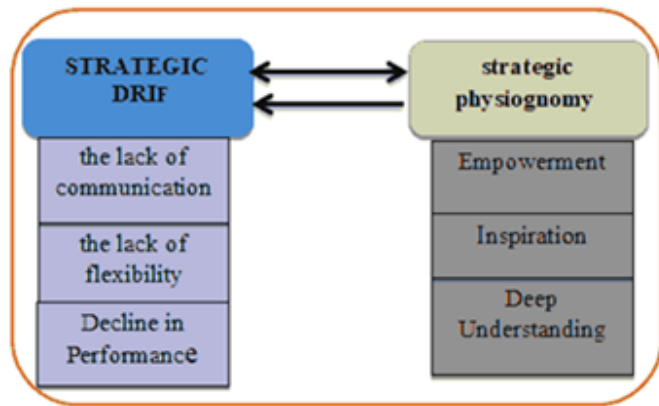 STRATEGIC
DRIF
the lack of
communication
the lack of
flexibility
Decline in
Performance
strategic
physiognomy
Empowerment
Inspiration
Deep
Understanding